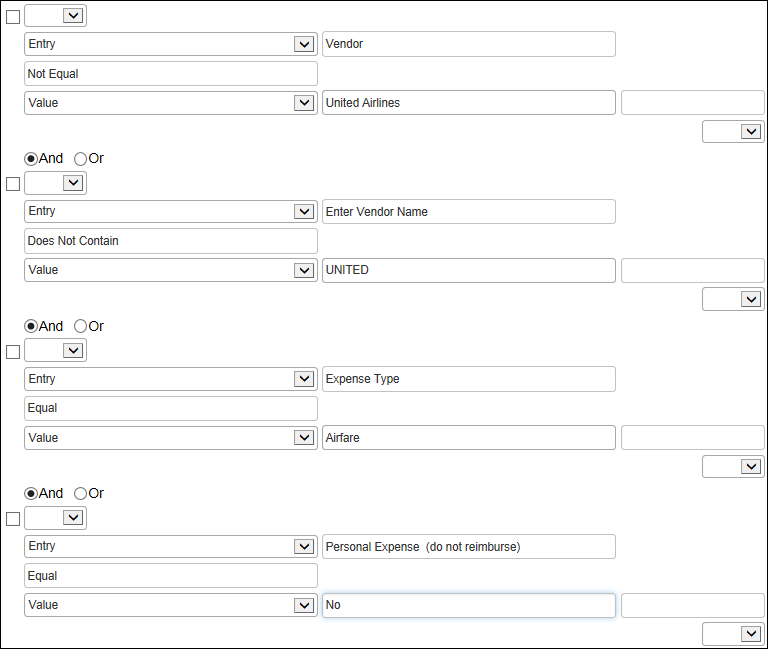 Entry Vendor
Not Equal
Value United Airlines
And Or
Entry Enter Vendor Name
Does Not Contain
Value UNITED
And Or
Entry Expense Type
Equal
Value Airfare
And Or
Entry Personal Expense (do not reimburse)
Equal
Value No